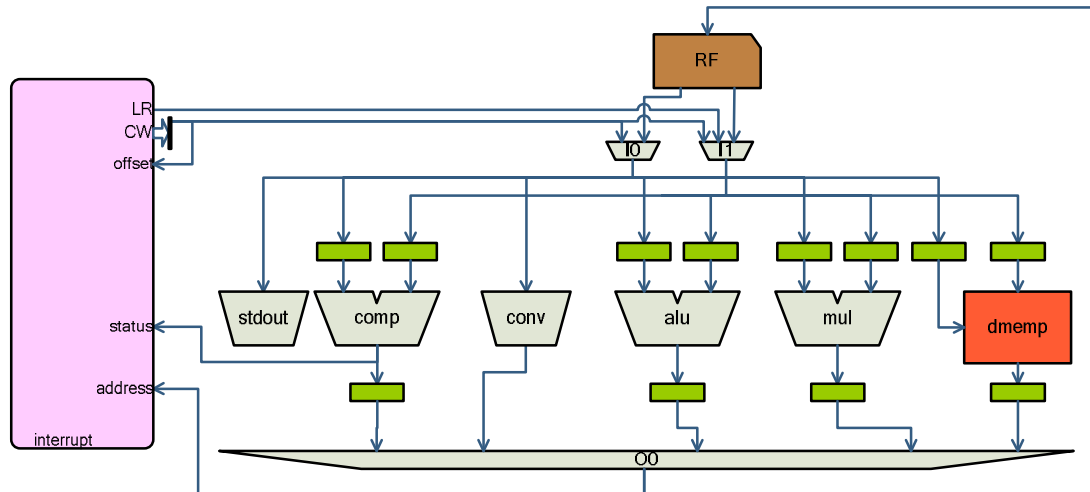 RF
LR
CW
offset
I0
I1
stdout
comp
conv
alu
mul
dmemp
status
address
interrupt
O0